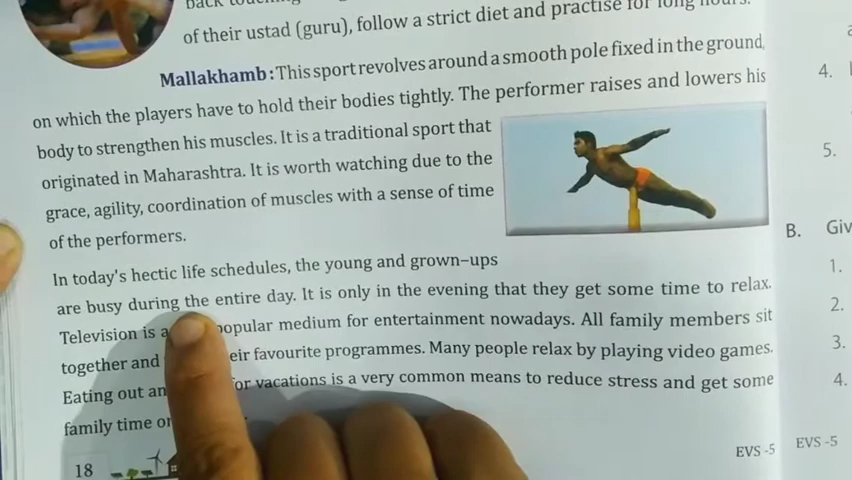 of their ustad (guru), follow a strict diet and practise for long hours.
Mallakhamb: This sport revolves around a smooth pole fixed in the ground,
on which the players have to hold their bodies tightly. The performer raises and lowers his
body to strengthen his muscles. It is a traditional sport that
originated in Maharashtra. It is worth watching due to the
grace, agility, coordination of muscles with a sense of time
of the performers.
In today's hectic life schedules, the young and grown-ups
are busy during the entire day. It is only in the evening that they get some time to relax.
Television is a popular medium for entertainment nowadays. All family members sit
together and eir favourite programmes. Many people relax by playing video games.
Eating out an or vacations is a very common means to reduce stress and get some
family time
18
EVS -5
4.
5.
B. Giv
1.
2.
3.
4.
EVS -5